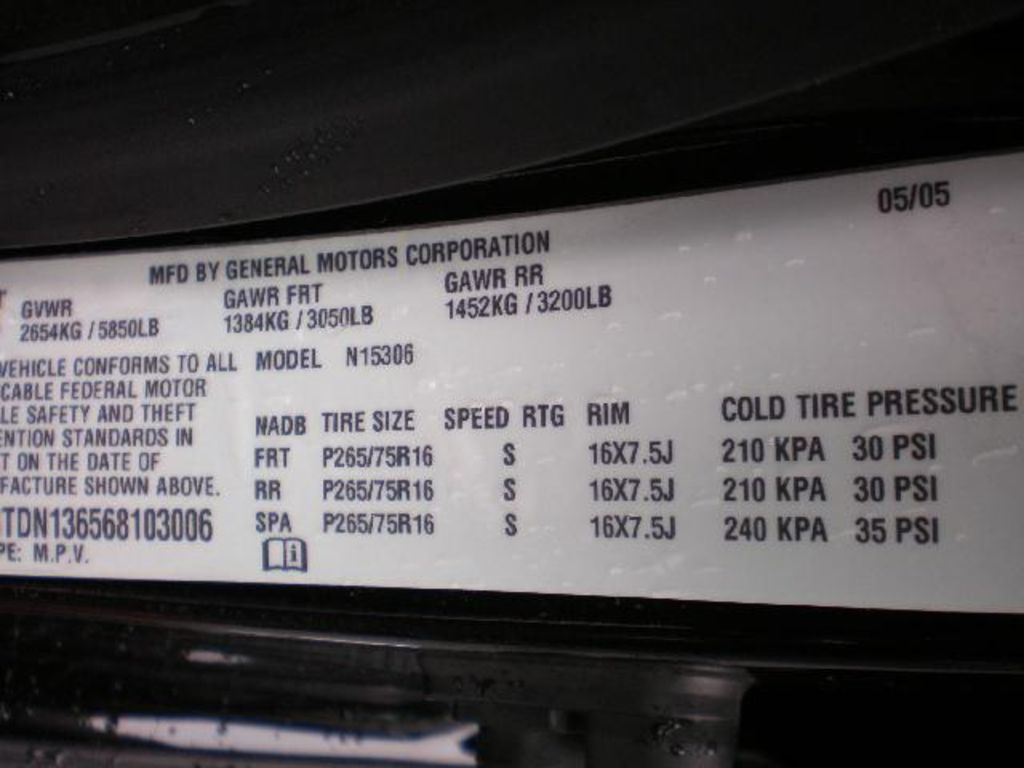 05/05
MFD BY GENERAL MOTORS CORPORATION
GVWR GAWR FRT GAWR RR
2654KG / 5850LB 1384KG / 3050LB 1452KG / 3200LB
VEHICLE CONFORMS TO ALL MODEL N15306
CABLE FEDERAL MOTOR
LE SAFETY AND THEFT NADB TIRE SIZE SPEED RTG RIM COLD TIRE PRESSURE
ENTION STANDARDS IN FRT P265/75R16 S 16X7.5J 210 KPA 30 PSI
T ON THE DATE OF RR P265/75R16 S 16X7.5J 210 KPA 30 PSI
FACTURE SHOWN ABOVE.
TDN136568103006 SPA P265/75R16 S 16X7.5J 240 KPA 35 PSI
PE: M.P.V.